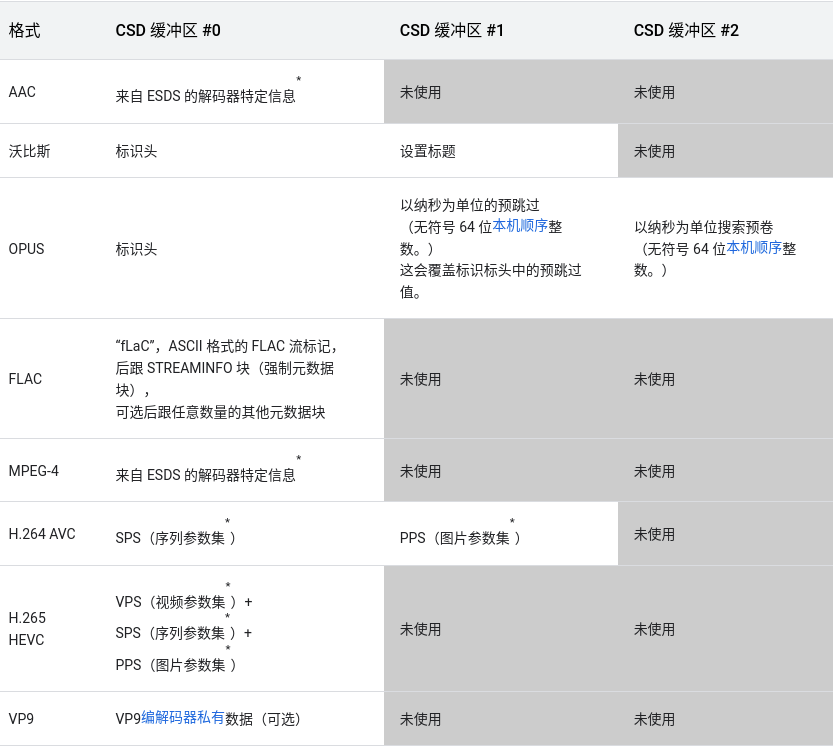 格式 CSD 缓冲区 #0 CSD 缓冲区 #1 CSD 缓冲区 #2
AAC 来自 ESDS 的解码器特定信息* 未使用 未使用
沃比斯 标识头 设置标题 未使用
OPUS 标识头
以纳秒为单位的预跳过
（无符号 64 位本机顺序整
数。）
这会覆盖标识标头中的预跳过
值。
以纳秒为单位搜索预卷
（无符号 64 位本机顺序整
数。）
FLAC
“fLaC”，ASCII 格式的 FLAC 流标记，
后跟 STREAMINFO 块（强制元数据
块），
可选后跟任意数量的其他元数据块
未使用 未使用
MPEG-4 来自 ESDS 的解码器特定信息* 未使用 未使用
H.264 AVC SPS（序列参数集*） PPS（图片参数集*） 未使用
H.265
HEVC
VPS（视频参数集*）+
SPS（序列参数集*）+
PPS（图片参数集*）
未使用 未使用
VP9 VP9编解码器私有数据（可选） 未使用 未使用